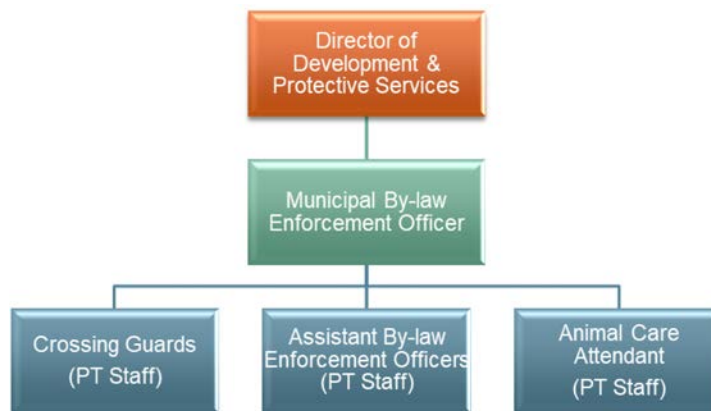 Director of
Development &
Protective Services
Municipal By-law
Enforcement Officer
Crossing Guards
(PT Staff)
Assistant By-law
Enforcement Officers
(PT Staff)
Animal Care
Attendant
(PT Staff)